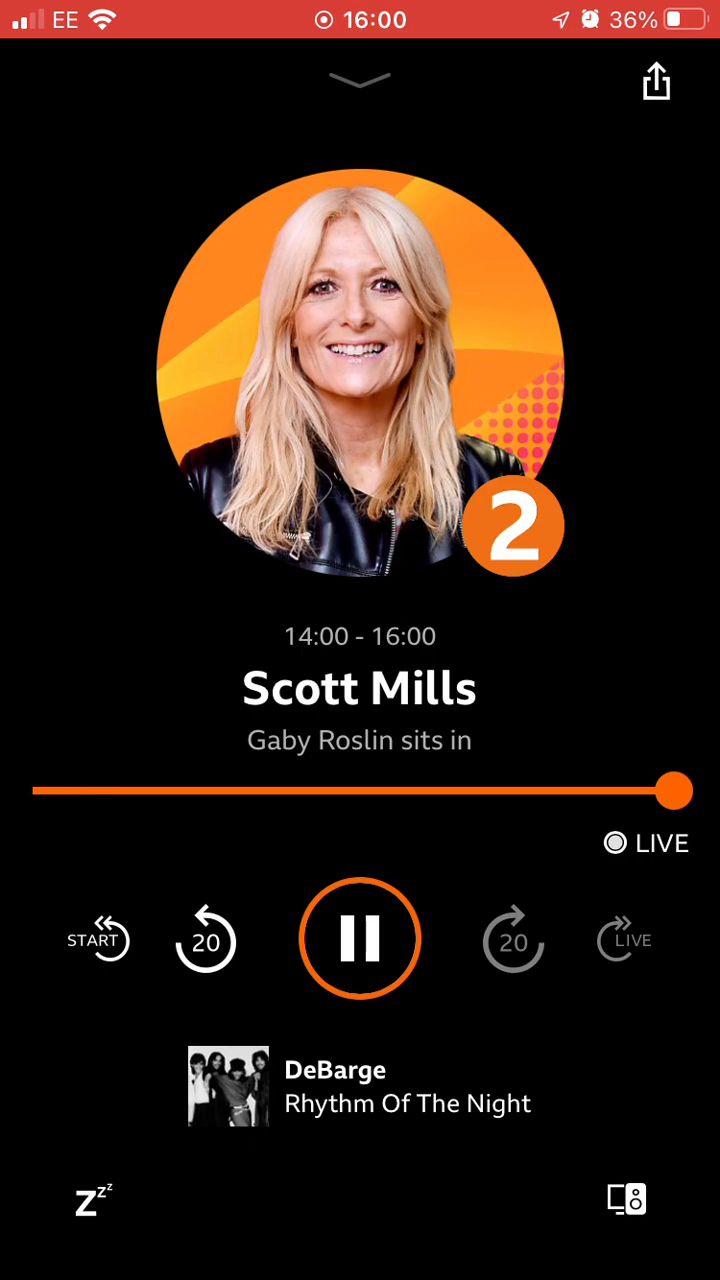 EE 16:00 36%
2
14:00 - 16:00
Scott Mills
Gaby Roslin sits in
LIVE
START 20 20 LIVE
DeBarge
Rhythm Of The Night
Zzz